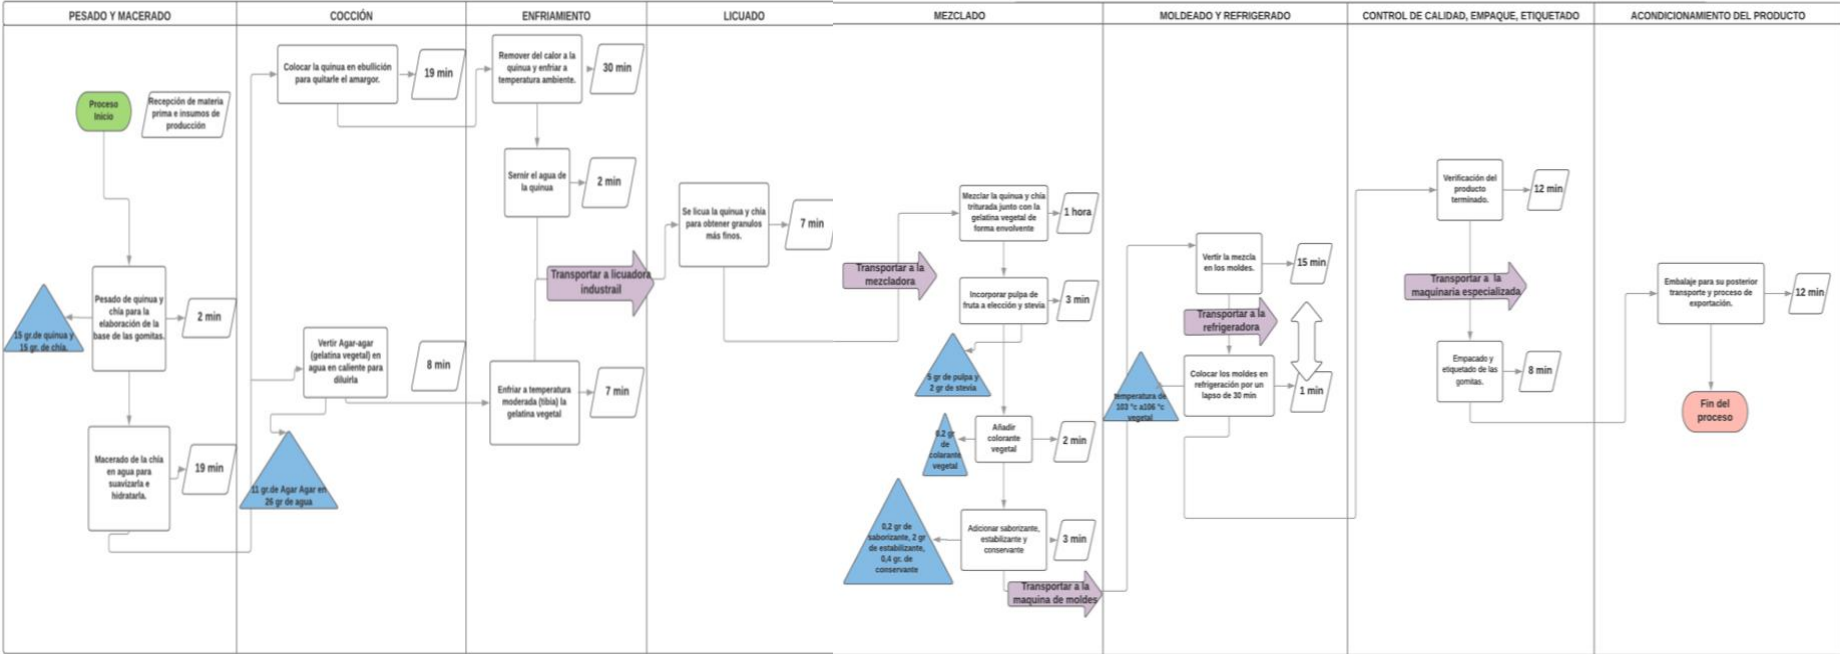 PESADO Y MACERADO
Proceso
Inicio
Recepción de materia
prima e insumos de
producción
Pesado de quinua y
chía para la
elaboración de la
base de las gomitas.
2 min
15 gr.de quinua y
15 gr. de chía.
Macerado de la chía
en agua para
suavizarla e
hidratarla.
19 min
COCCIÓN
Colocar la quinua en ebullición
para quitarle el amargor.
19 min
Vertir Agar-agar
(gelatina vegetal) en
agua en caliente para
diluirla
8 min
11 gr.de Agar Agar en
26 gr de agua
ENFRIAMIENTO
Remover del calor a la
quinua y enfriar a
temperatura ambiente.
30 min
Sernir el agua de
la quinua
2 min
Transportar a licuadora
industrail
Enfriar a temperatura
moderada (tibia) la
gelatina vegetal
7 min
LICUADO
Se licua la quinua y chía
para obtener granulos
más finos.
7 min
MEZCLADO
Mezclar la quinua y chía
triturada junto con la
gelatina vegetal de
forma envolvente
1 hora
Transportar a la
mezcladora
Incorporar pulpa de
fruta a elección y stevia
3 min
5 gr de pulpa y
2 gr de stevia
Añadir
colorante
vegetal
2 min
0.2 gr
de
colarante
vegetal
Adicionar saborizante,
estabilizante y
conservante
3 min
0,2 gr de
saborizante, 2 gr
de estabilizante,
0,4 gr. de
conservante
Transportar a la
maquina de moldes
MOLDEADO Y REFRIGERADO
Vertir la mezcla
en los moldes.
15 min
Transportar a la
refrigeradora
Colocar los moldes en
refrigeración por un
lapso de 30 min
1 min
temperatura de
103 °c a106 °c
vegetal
CONTROL DE CALIDAD, EMPAQUE, ETIQUETADO
Verificación del
producto
terminado.
12 min
Transportar a la
maquinaria especializada
Empacado y
etiquetado de las
gomitas.
8 min
ACONDICIONAMIENTO DEL PRODUCTO
Embalaje para su posterior
transporte y proceso de
exportación.
12 min
Fin del
proceso